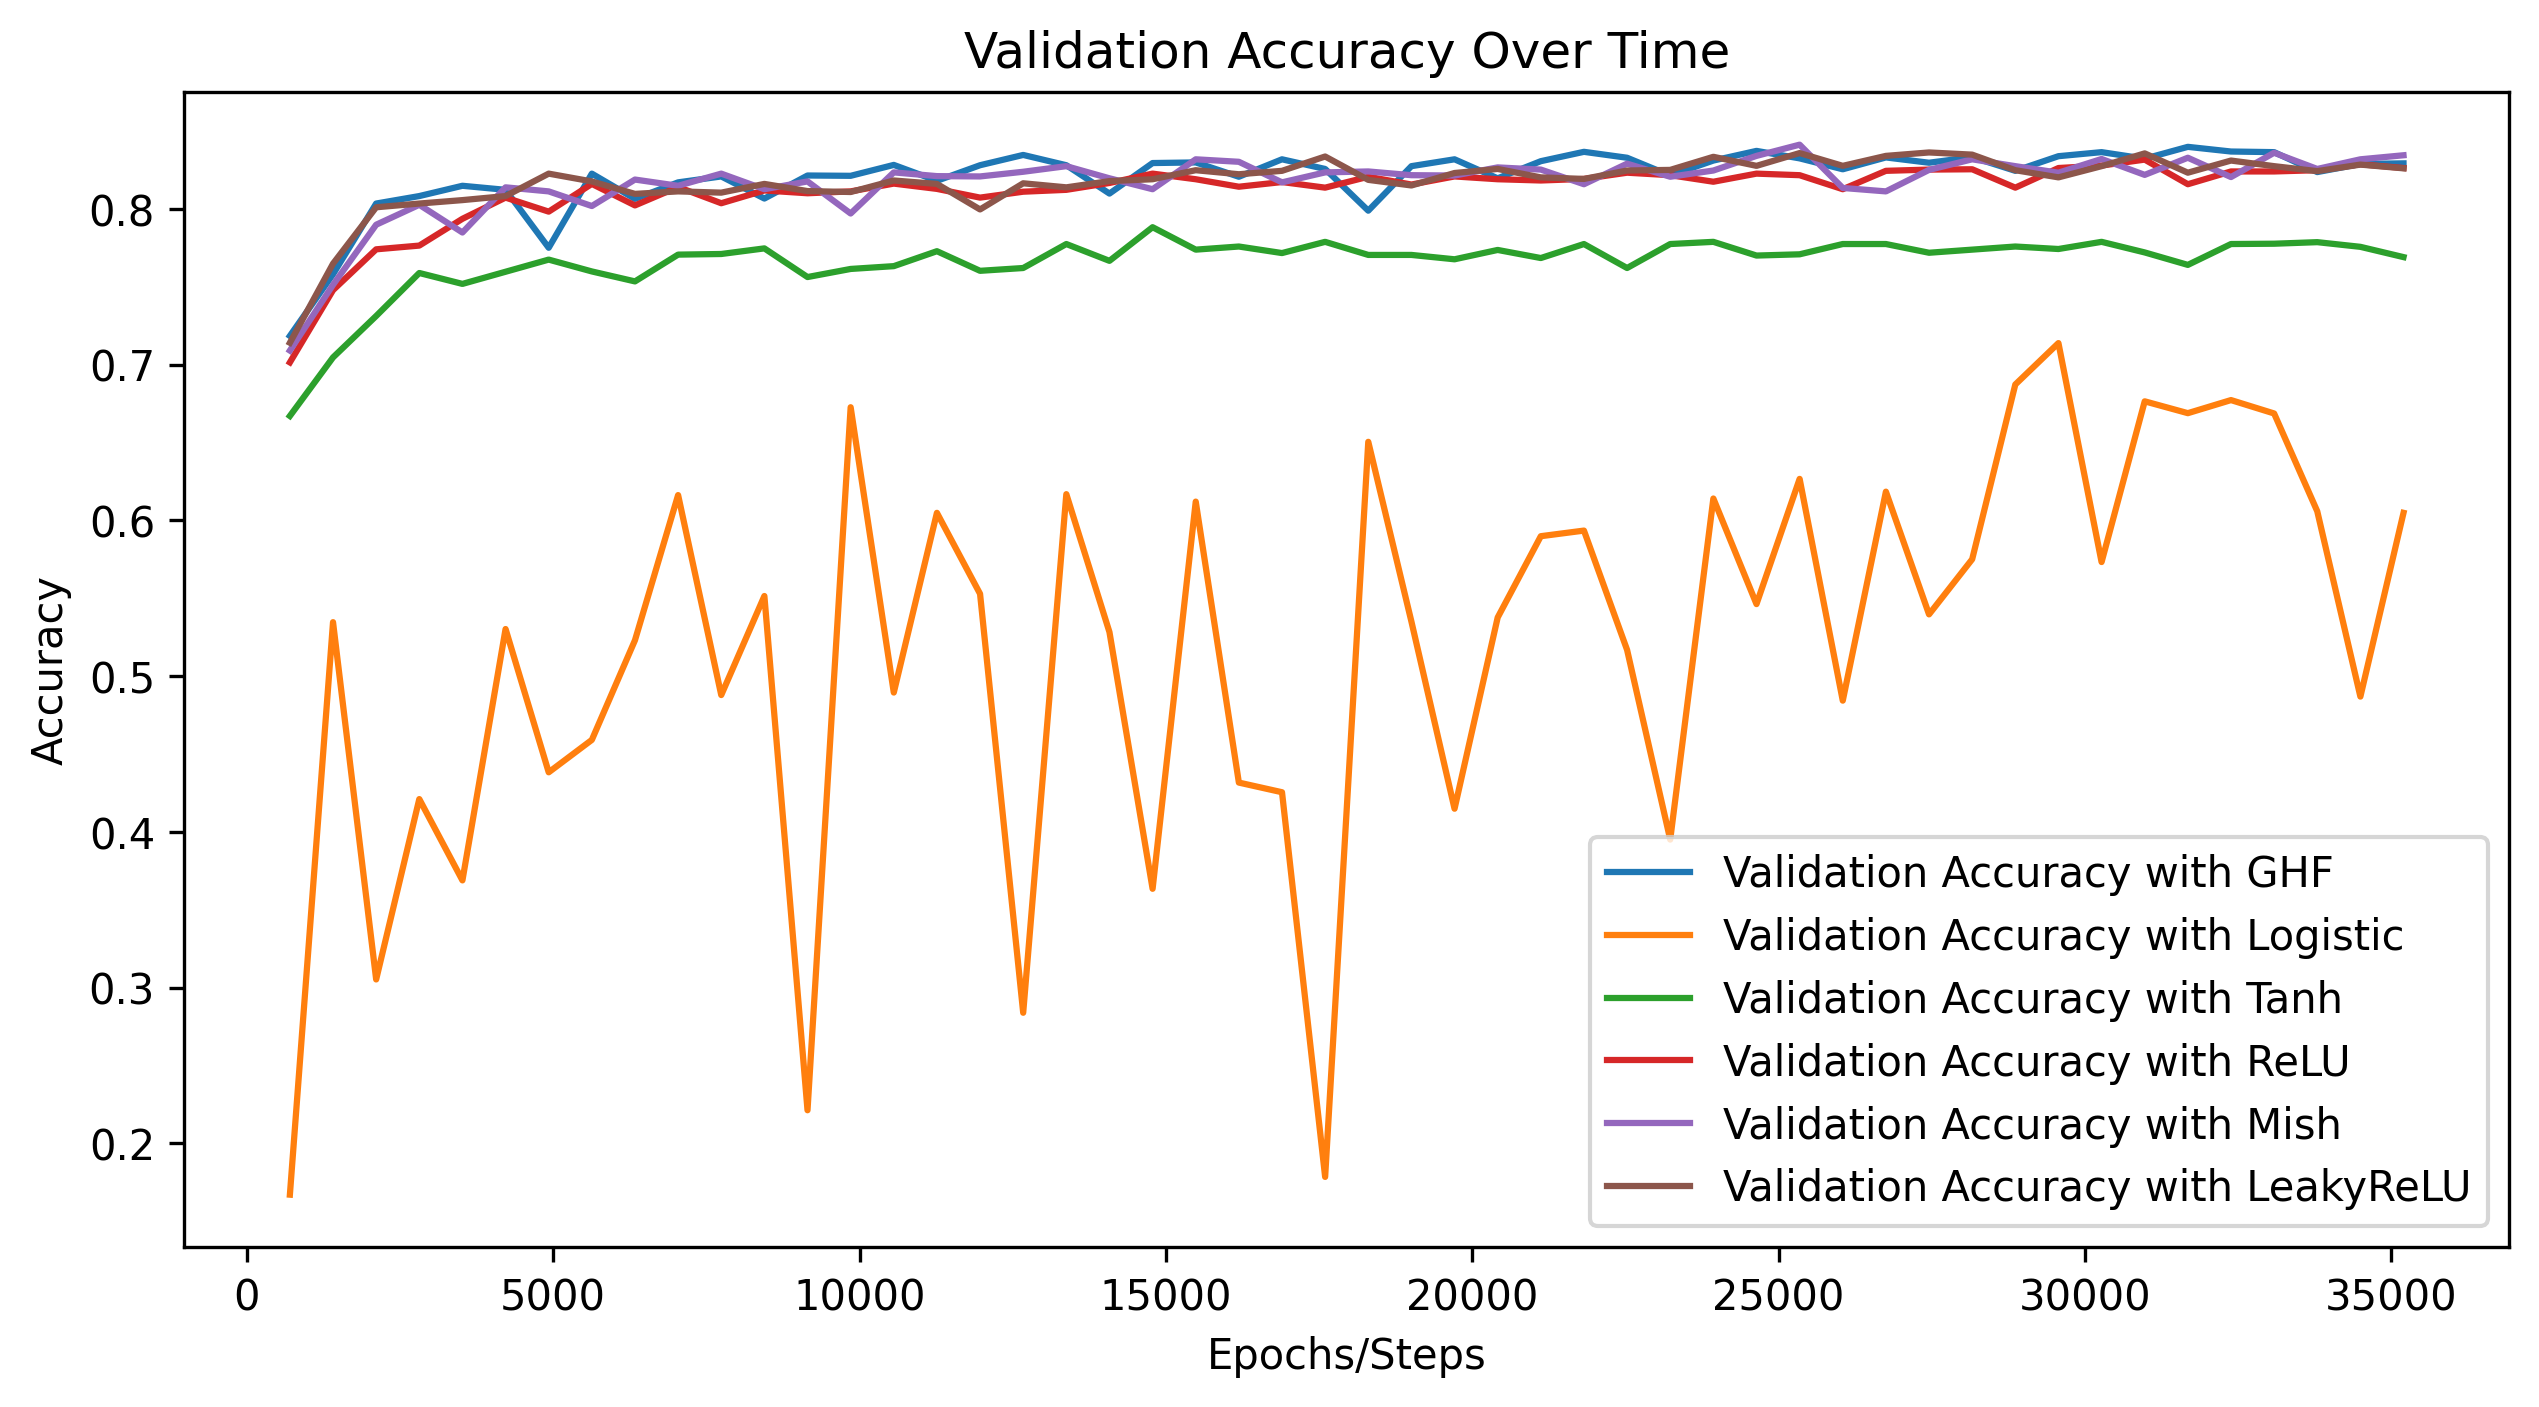 Validation Accuracy Over Time
Accuracy
0.8
0.7
0.6
0.5
0.4
0.3
0.2
Validation Accuracy with GHF
Validation Accuracy with Logistic
Validation Accuracy with Tanh
Validation Accuracy with ReLU
Validation Accuracy with Mish
Validation Accuracy with LeakyReLU
0 5000 10000 15000 20000 25000 30000 35000
Epochs/Steps